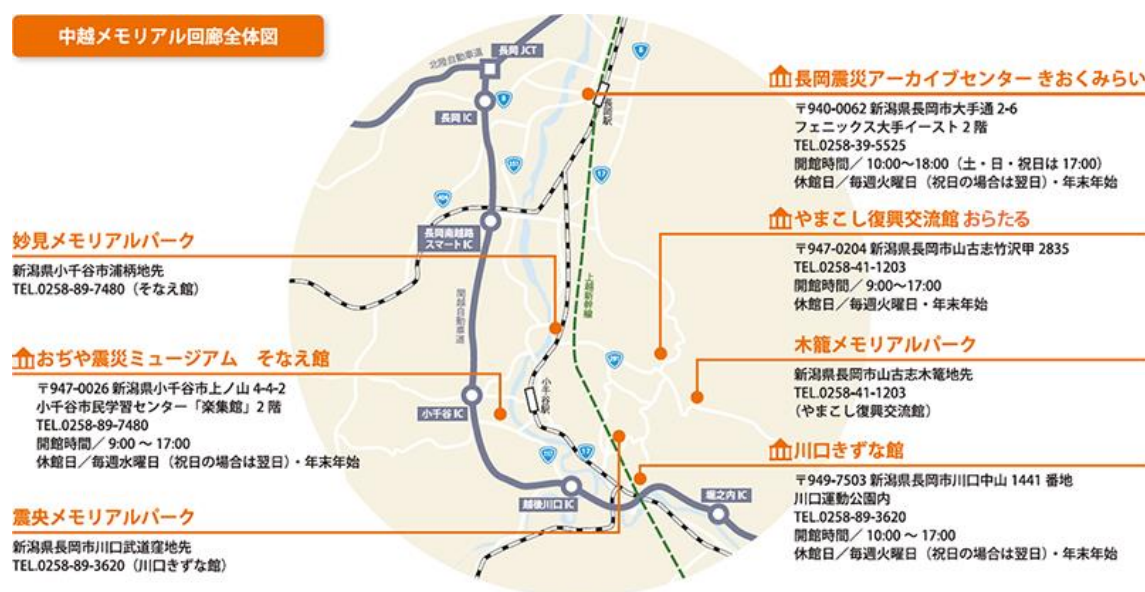 中越メモリアル回廊全体図
北陸自動車道
長岡 JCT
8
8
長岡 IC
長岡駅
351
17
404
長岡南越路
スマート IC
関越自動車道
上越新幹線
291
小千谷駅
小千谷 IC
17
越後川口 IC
堀之内 IC
妙見メモリアルパーク
新潟県小千谷市浦柄地先
TEL.0258-89-7480（そなえ館）
おぢや震災ミュージアム　そなえ館
〒947-0026 新潟県小千谷市上ノ山 4-4-2
小千谷市民学習センター「楽集館」2 階
TEL.0258-89-7480
開館時間／ 9:00 ～ 17:00
休館日／毎週水曜日（祝日の場合は翌日）・年末年始
震央メモリアルパーク
新潟県長岡市川口武道窪地先
TEL.0258-89-3620（川口きずな館）
長岡震災アーカイブセンター きおくみらい
〒940-0062 新潟県長岡市大手通 2-6
フェニックス大手イースト 2 階
TEL.0258-39-5525
開館時間／ 10:00～18:00（土・日・祝日は 17:00）
休館日／毎週火曜日（祝日の場合は翌日）・年末年始
やまこし復興交流館 おらたる
〒947-0204 新潟県長岡市山古志竹沢甲 2835
TEL.0258-41-1203
開館時間／ 9:00～17:00
休館日／毎週火曜日・年末年始
木籠メモリアルパーク
新潟県長岡市山古志木篭地先
TEL.0258-41-1203
（やまこし復興交流館）
川口きずな館
〒949-7503 新潟県長岡市川口中山 1441 番地
川口運動公園内
TEL.0258-89-3620
開館時間／ 10:00 ～ 17:00
休館日／毎週火曜日（祝日の場合は翌日）・年末年始